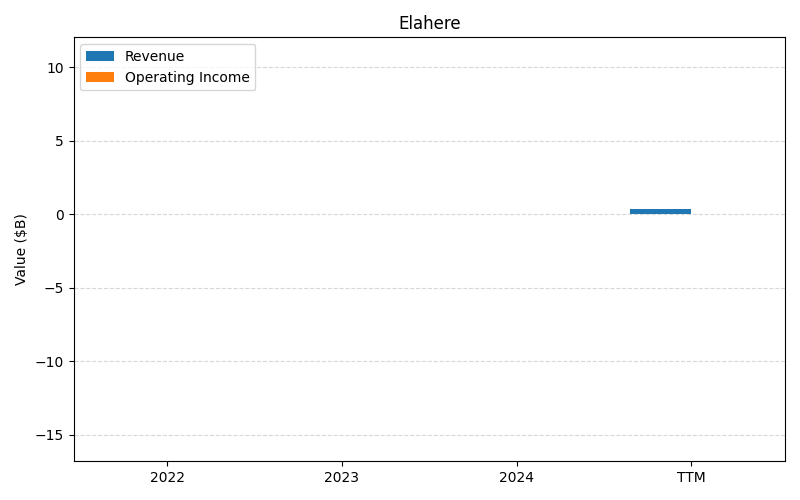 Elahere
Revenue
Operating Income
Value ($B)
10
5
0
−5
−10
−15
2022 2023 2024 TTM